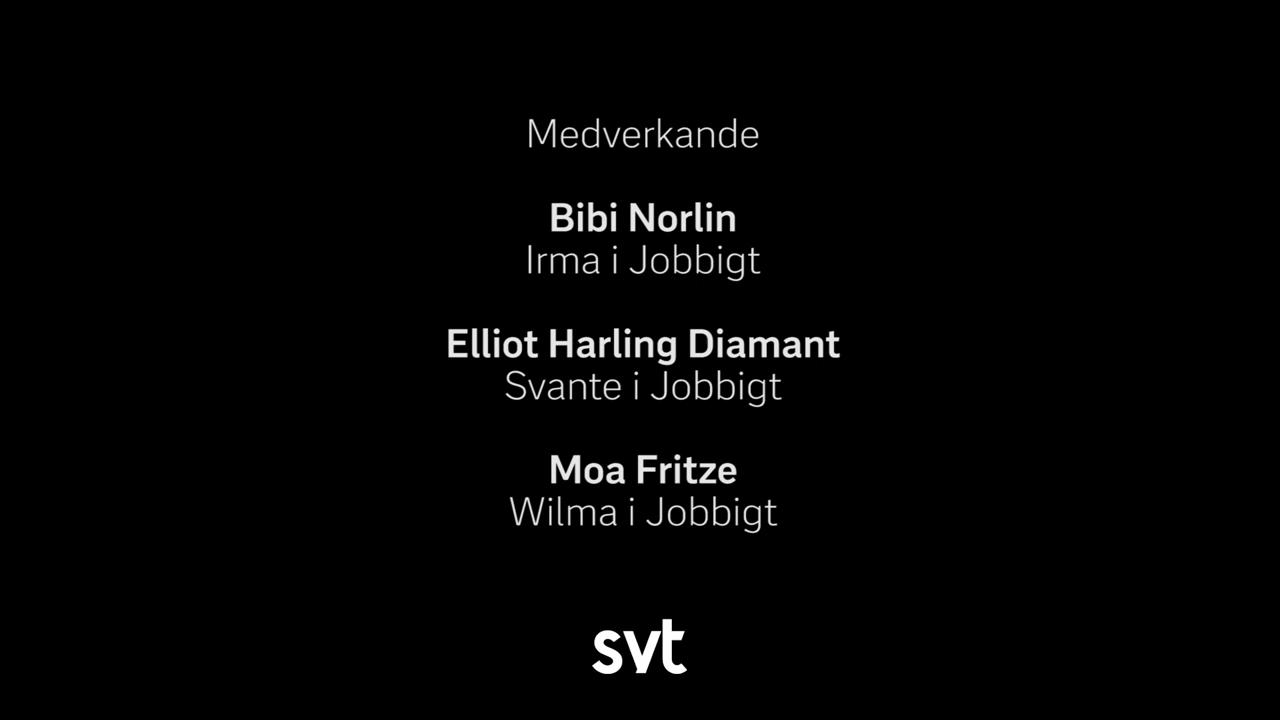 Medverkande
Bibi Norlin
Irma i Jobbigt
Elliot Harling Diamant
Svante i Jobbigt
Moa Fritze
Wilma i Jobbigt
svt